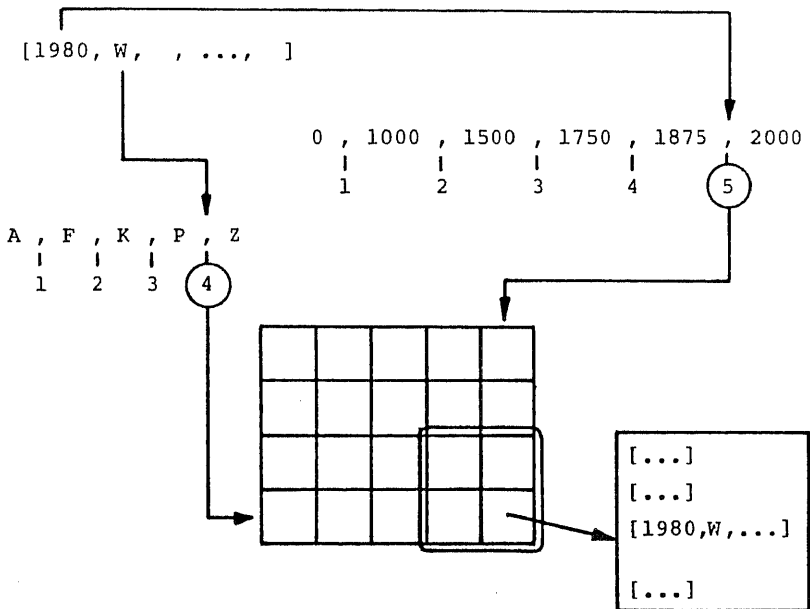 [1980, W, , ..., ]
0 , 1000 , 1500 , 1750 , 1875 , 2000
1 2 3 4 5
A , F , K , P , Z
1 2 3 4
[...]
[...]
[1980,W,...]
[...]